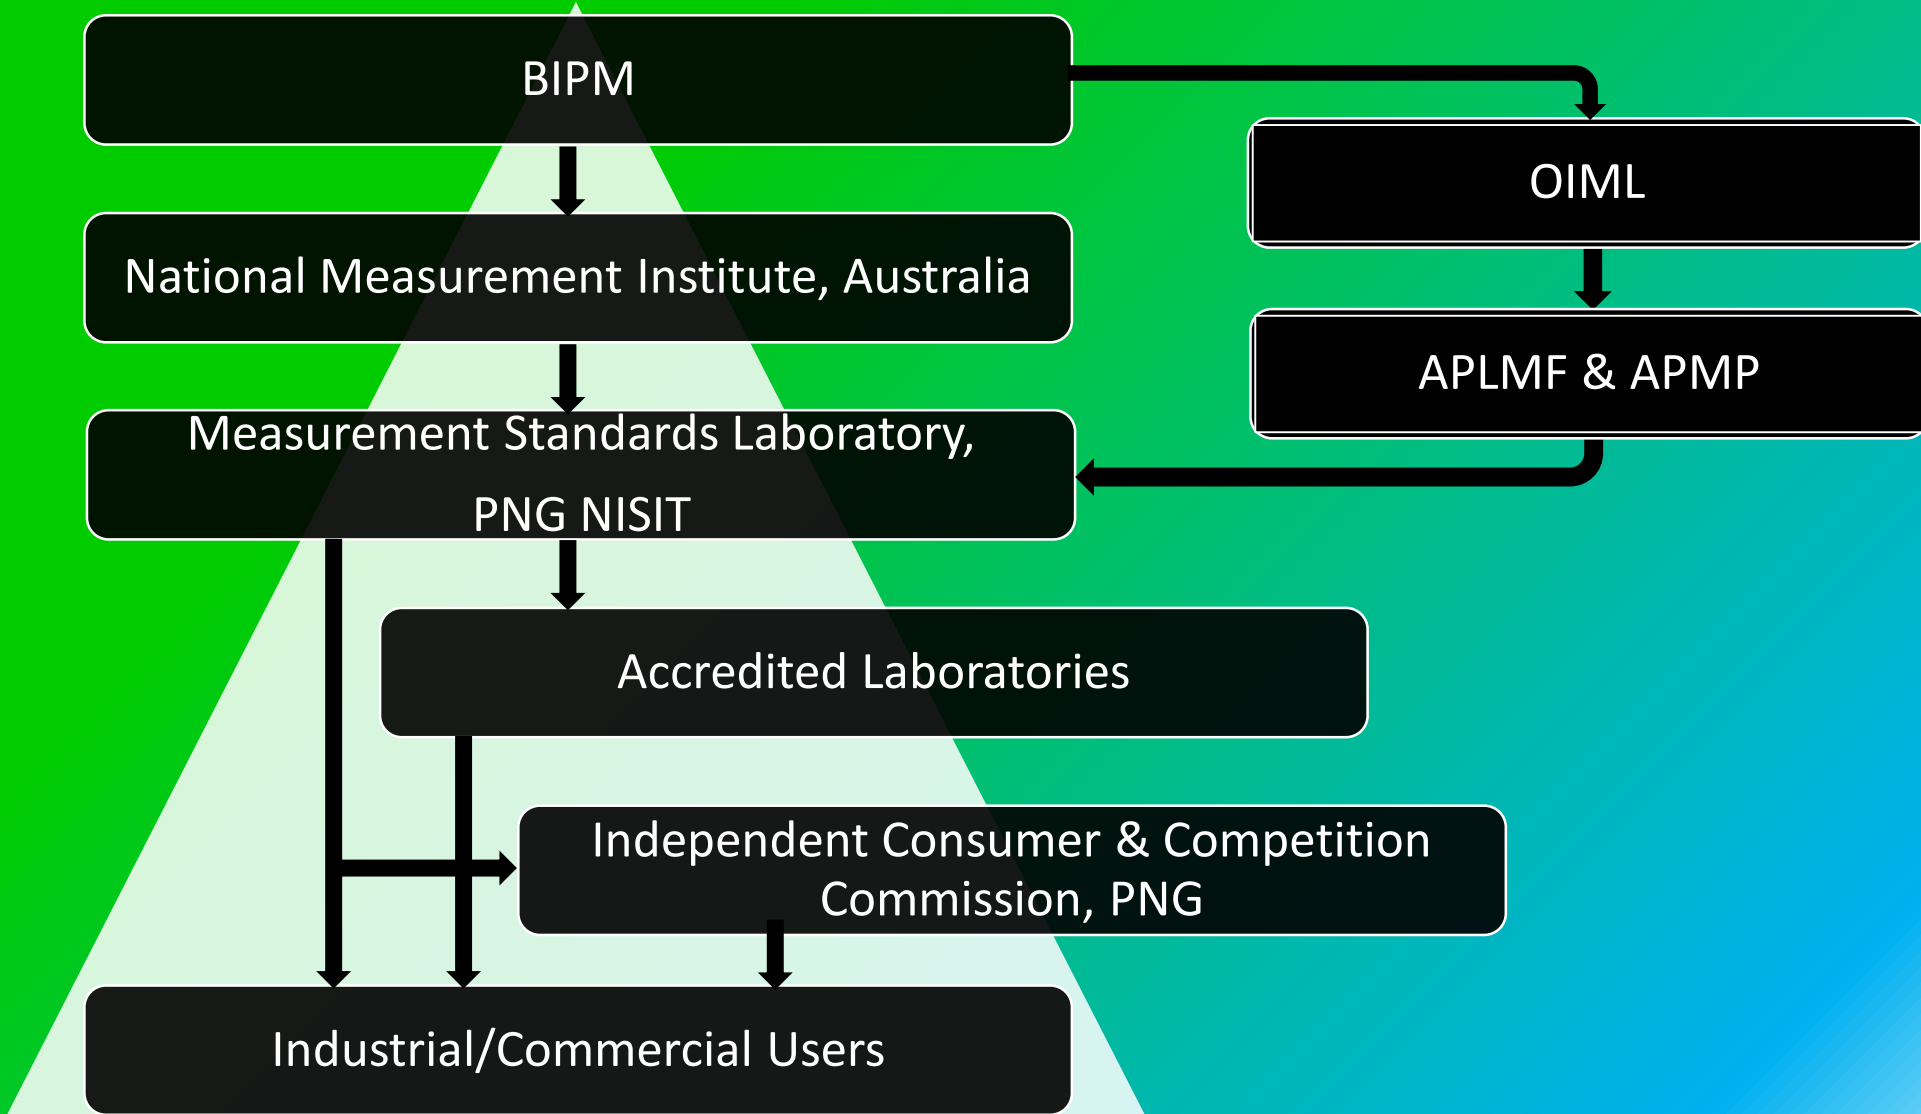 BIPM
OIML
National Measurement Institute, Australia
APLMF & APMP
Measurement Standards Laboratory,
PNG NISIT
Accredited Laboratories
Independent Consumer & Competition
Commission, PNG
Industrial/Commercial Users